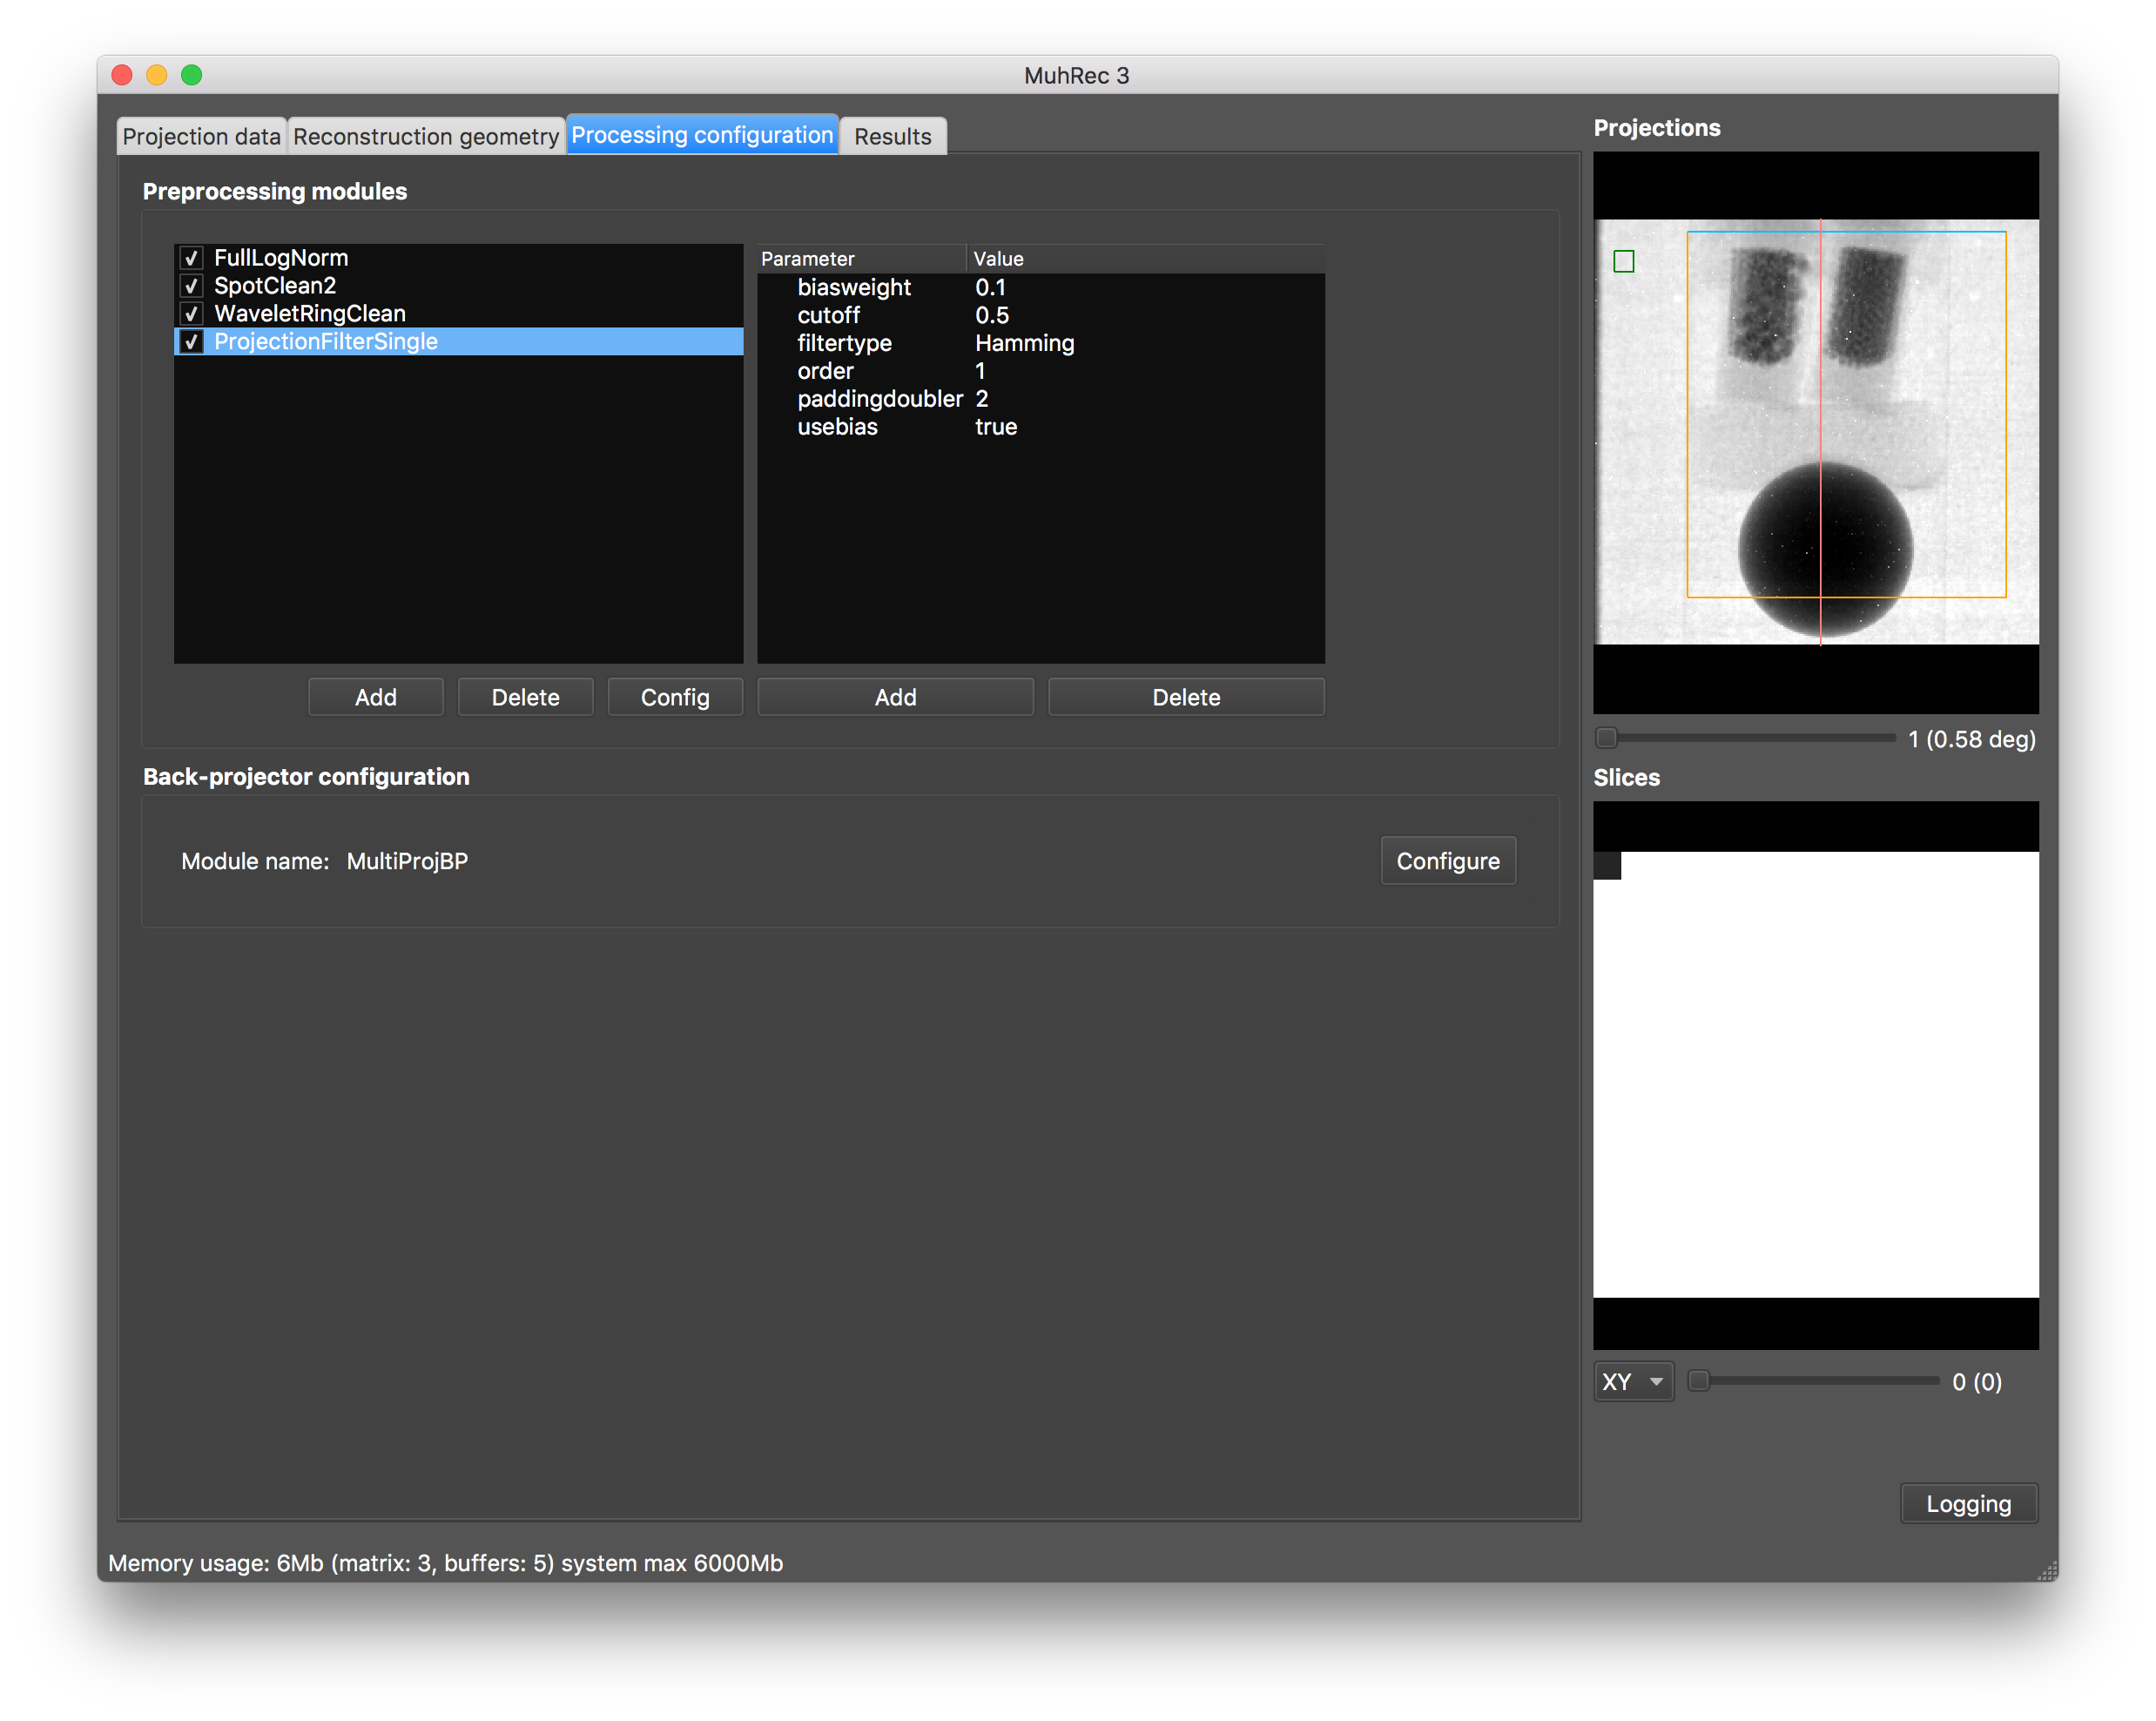 MuhRec 3
Projection data Reconstruction geometry Processing configuration Results
Preprocessing modules
FullLogNorm
SpotClean2
WaveletRingClean
ProjectionFilterSingle
Add Delete Config
Parameter Value
biasweight 0.1
cutoff 0.5
filtertype Hamming
order 1
paddingdoubler 2
usebias true
Add Delete
Back-projector configuration
Module name: MultiProjBP Configure
Projections
1 (0.58 deg)
Slices
XY 0 (0)
Logging
Memory usage: 6Mb (matrix: 3, buffers: 5) system max 6000Mb